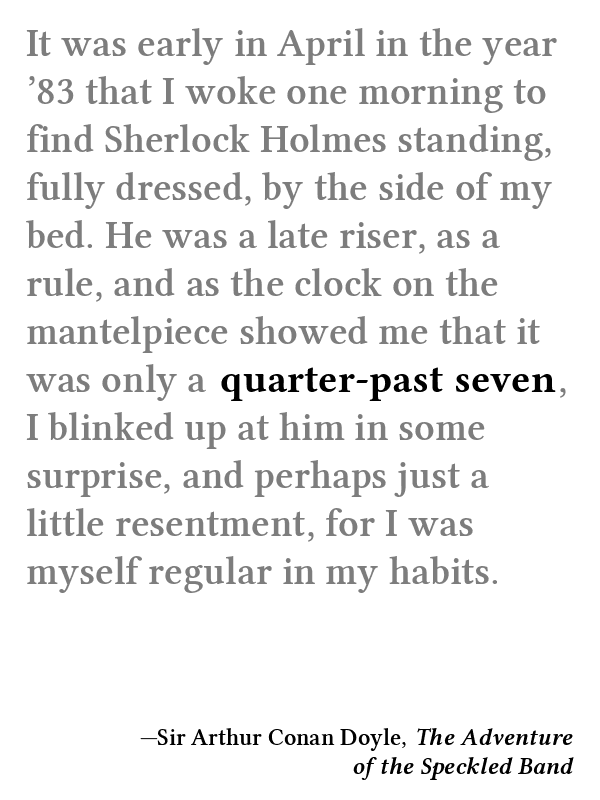 It was early in April in the year
’83 that I woke one morning to
find Sherlock Holmes standing,
fully dressed, by the side of my
bed. He was a late riser, as a
rule, and as the clock on the
mantelpiece showed me that it
was only a quarter-past seven,
I blinked up at him in some
surprise, and perhaps just a
little resentment, for I was
myself regular in my habits.
—Sir Arthur Conan Doyle, The Adventure
of the Speckled Band